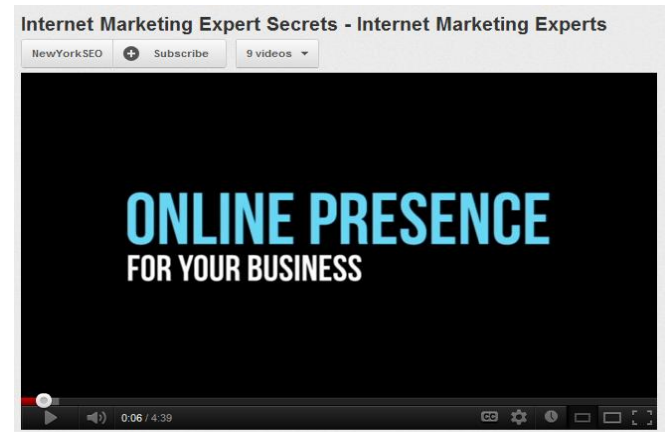 Internet Marketing Expert Secrets - Internet Marketing Experts
NewYorkSEO Subscribe 9 videos
ONLINE PRESENCE
FOR YOUR BUSINESS
0:06 / 4:39 CC